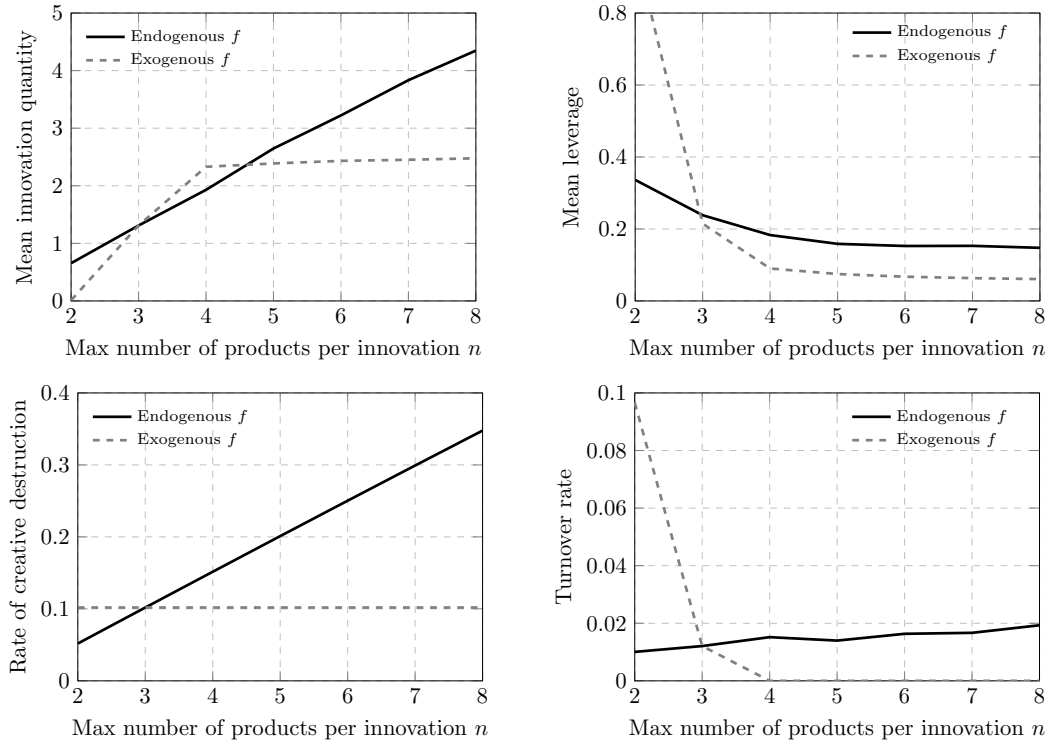 Mean innovation quantity
5
4
3
2
1
0
Endogenous f
Exogenous f
2 3 4 5 6 7 8
Max number of products per innovation n
Mean leverage
0.8
0.6
0.4
0.2
0
Endogenous f
Exogenous f
2 3 4 5 6 7 8
Max number of products per innovation n
Rate of creative destruction
0.4
0.3
0.2
0.1
0
Endogenous f
Exogenous f
2 3 4 5 6 7 8
Max number of products per innovation n
Turnover rate
0.1
0.08
0.06
0.04
0.02
0
Endogenous f
Exogenous f
2 3 4 5 6 7 8
Max number of products per innovation n